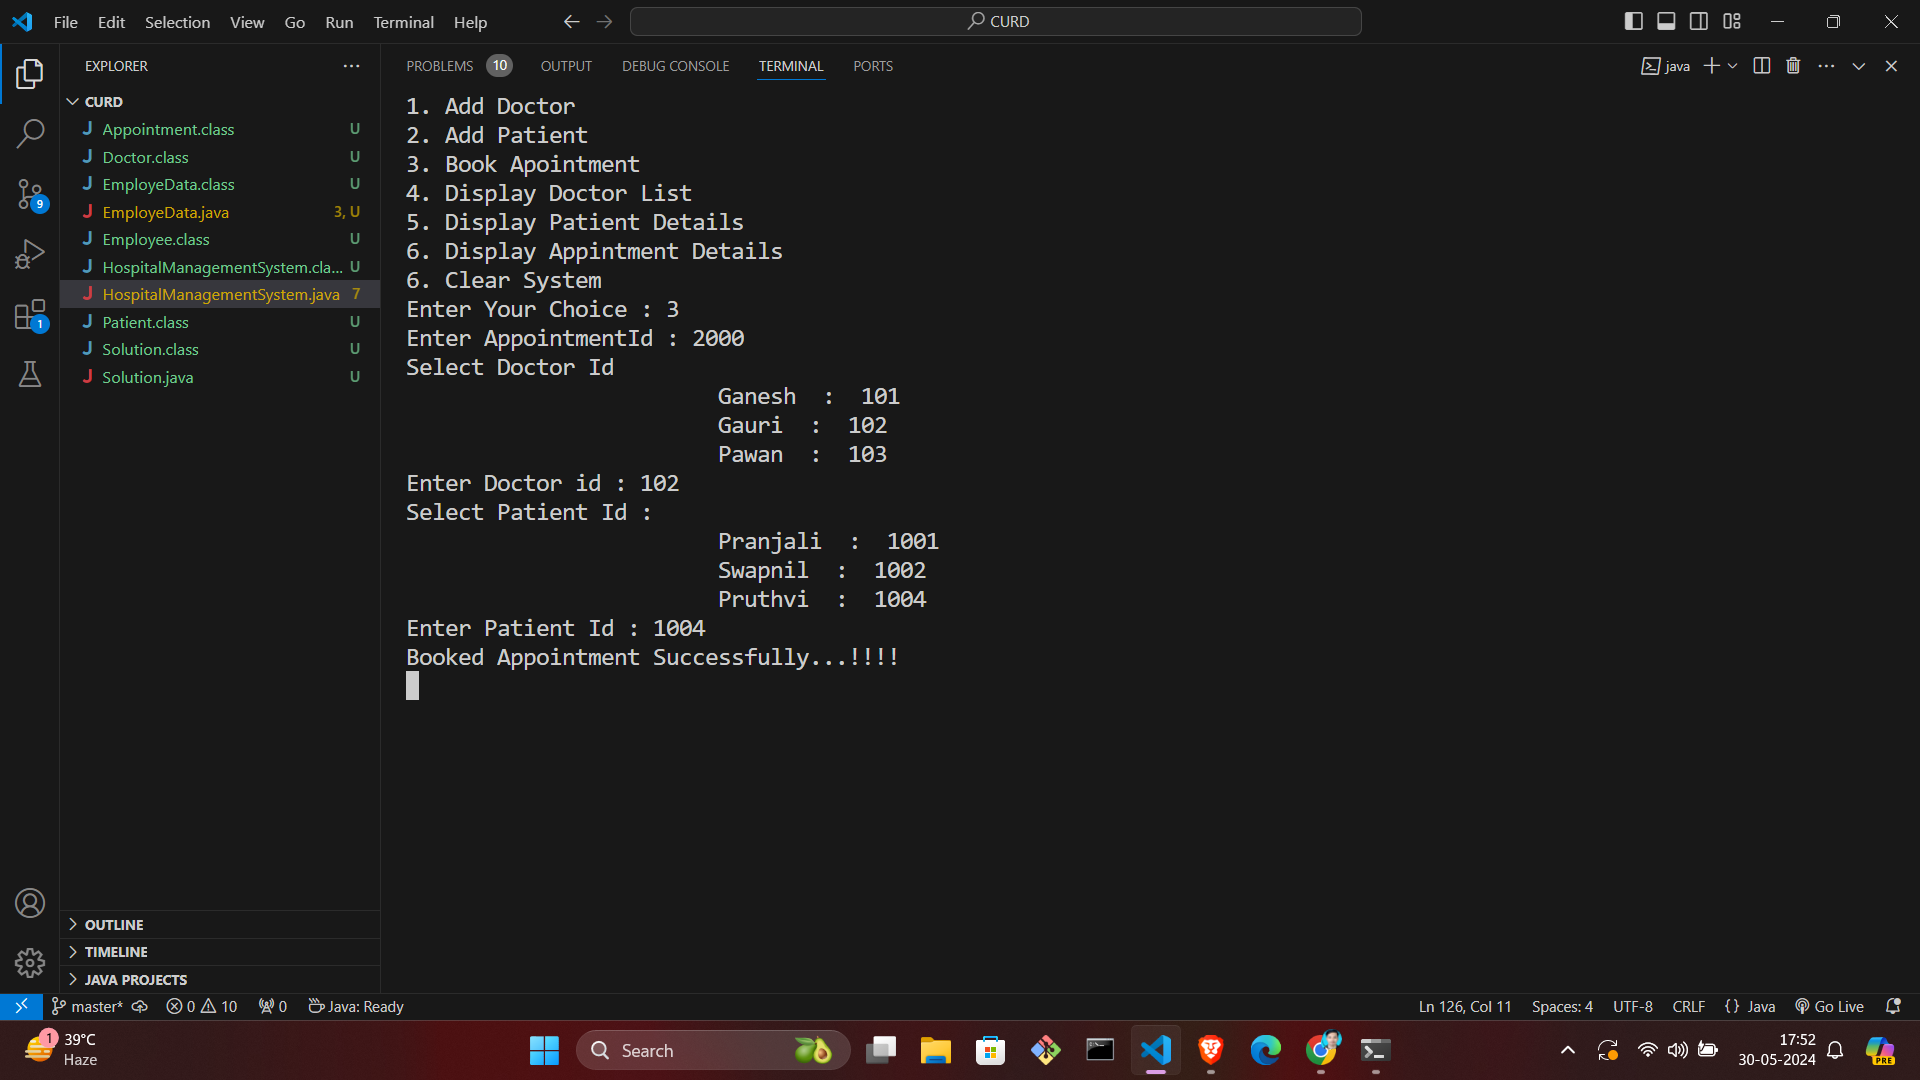 File Edit Selection View Go Run Terminal Help
CURD
EXPLORER
CURD
Appointment.class U
Doctor.class U
EmployeData.class U
EmployeData.java 3, U
Employee.class U
HospitalManagementSystem.cla... U
HospitalManagementSystem.java 7
Patient.class U
Solution.class U
Solution.java U
9
1
OUTLINE
TIMELINE
JAVA PROJECTS
PROBLEMS 10 OUTPUT DEBUG CONSOLE TERMINAL PORTS
java
1. Add Doctor
2. Add Patient
3. Book Apointment
4. Display Doctor List
5. Display Patient Details
6. Display Appintment Details
6. Clear System
Enter Your Choice : 3
Enter AppointmentId : 2000
Select Doctor Id
Ganesh : 101
Gauri : 102
Pawan : 103
Enter Doctor id : 102
Select Patient Id :
Pranjali : 1001
Swapnil : 1002
Pruthvi : 1004
Enter Patient Id : 1004
Booked Appointment Successfully...!!!!
master* 0 10 0 Java: Ready
Ln 126, Col 11 Spaces: 4 UTF-8 CRLF {} Java Go Live
1
39°C
Haze
Search
17:52
30-05-2024
PRE